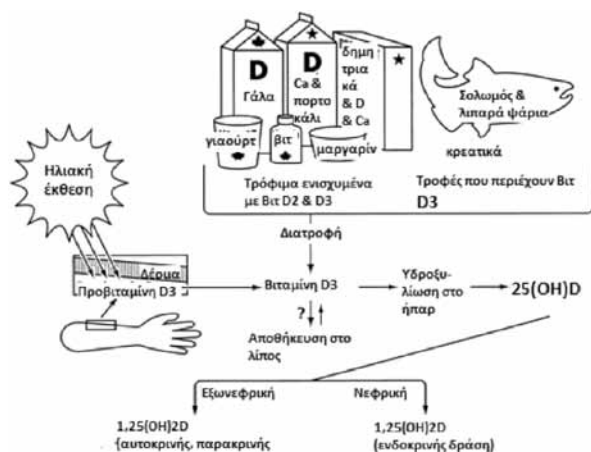 D
Γάλα
D
Ca &
πορτο
κάλι
δημη
τρια
κά
& D
& Ca
γιαούρτ
βιτ
μαργαρίν
Σολωμός &
λιπαρά ψάρια
κρεατικά
Τρόφιμα ενισχυμένα
με Βιτ D2 & D3
Τροφές που περιέχουν Βιτ
D3
Ηλιακή
έκθεση
Διατροφή
Δέρμα
Προβιταμίνη D3
Βιταμίνη D3
Υδροξυ-
λίωση στο
ήπαρ
25(OH)D
?
Αποθήκευση στο
λίπος
Εξωνεφρική
Νεφρική
1,25(OH)2D
(αυτοκρινής, παρακρινής
1,25(OH)2D
(ενδοκρινής δράση)